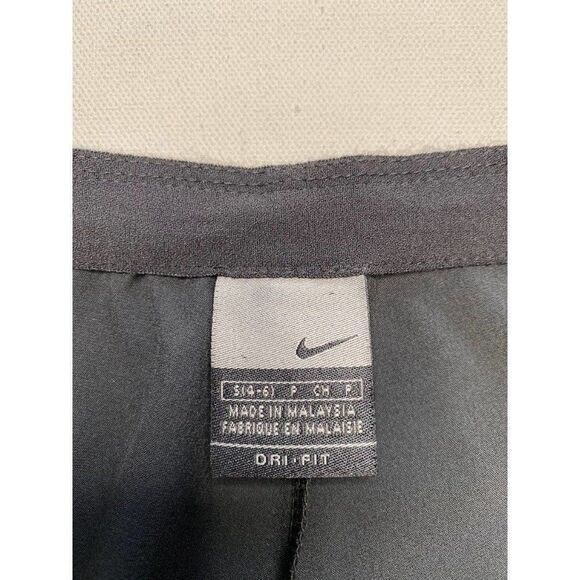 S(4-6) P CH P
MADE IN MALAYSIA
FABRIQUE EN MALAISIE
DRI•FIT